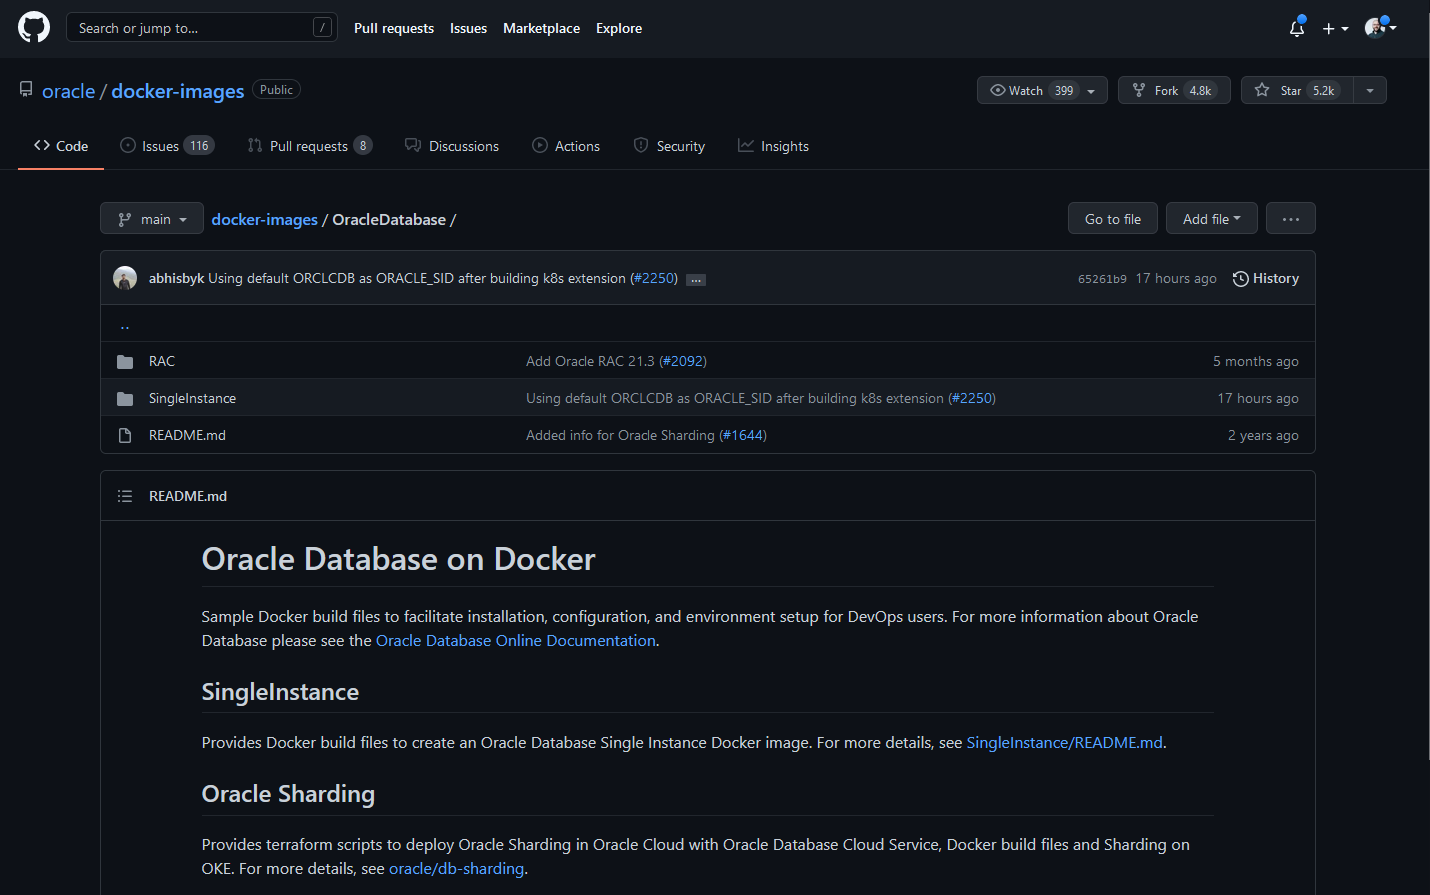 Search or jump to... /
Pull requests Issues Marketplace Explore
oracle / docker-images Public
Watch 399 Fork 4.8k Star 5.2k
Code Issues 116 Pull requests 8 Discussions Actions Security Insights
main docker-images / OracleDatabase /
Go to file Add file ...
abhisbyk Using default ORCLCDB as ORACLE_SID after building k8s extension (#2250) ... 65261b9 17 hours ago History
..
RAC Add Oracle RAC 21.3 (#2092) 5 months ago
SingleInstance Using default ORCLCDB as ORACLE_SID after building k8s extension (#2250) 17 hours ago
README.md Added info for Oracle Sharding (#1644) 2 years ago
README.md
Oracle Database on Docker
Sample Docker build files to facilitate installation, configuration, and environment setup for DevOps users. For more information about Oracle
Database please see the Oracle Database Online Documentation.
SingleInstance
Provides Docker build files to create an Oracle Database Single Instance Docker image. For more details, see SingleInstance/README.md.
Oracle Sharding
Provides terraform scripts to deploy Oracle Sharding in Oracle Cloud with Oracle Database Cloud Service, Docker build files and Sharding on
OKE. For more details, see oracle/db-sharding.